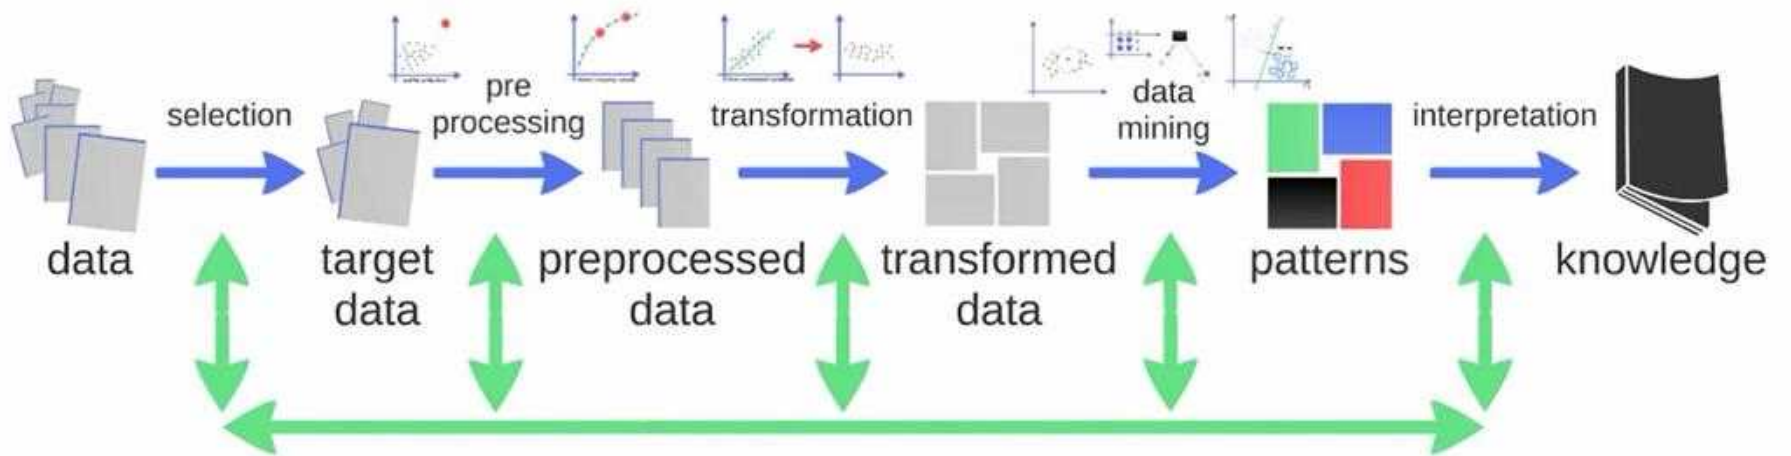 selection
pre
processing
transformation
data
mining
interpretation
data
target
data
preprocessed
data
transformed
data
patterns
knowledge